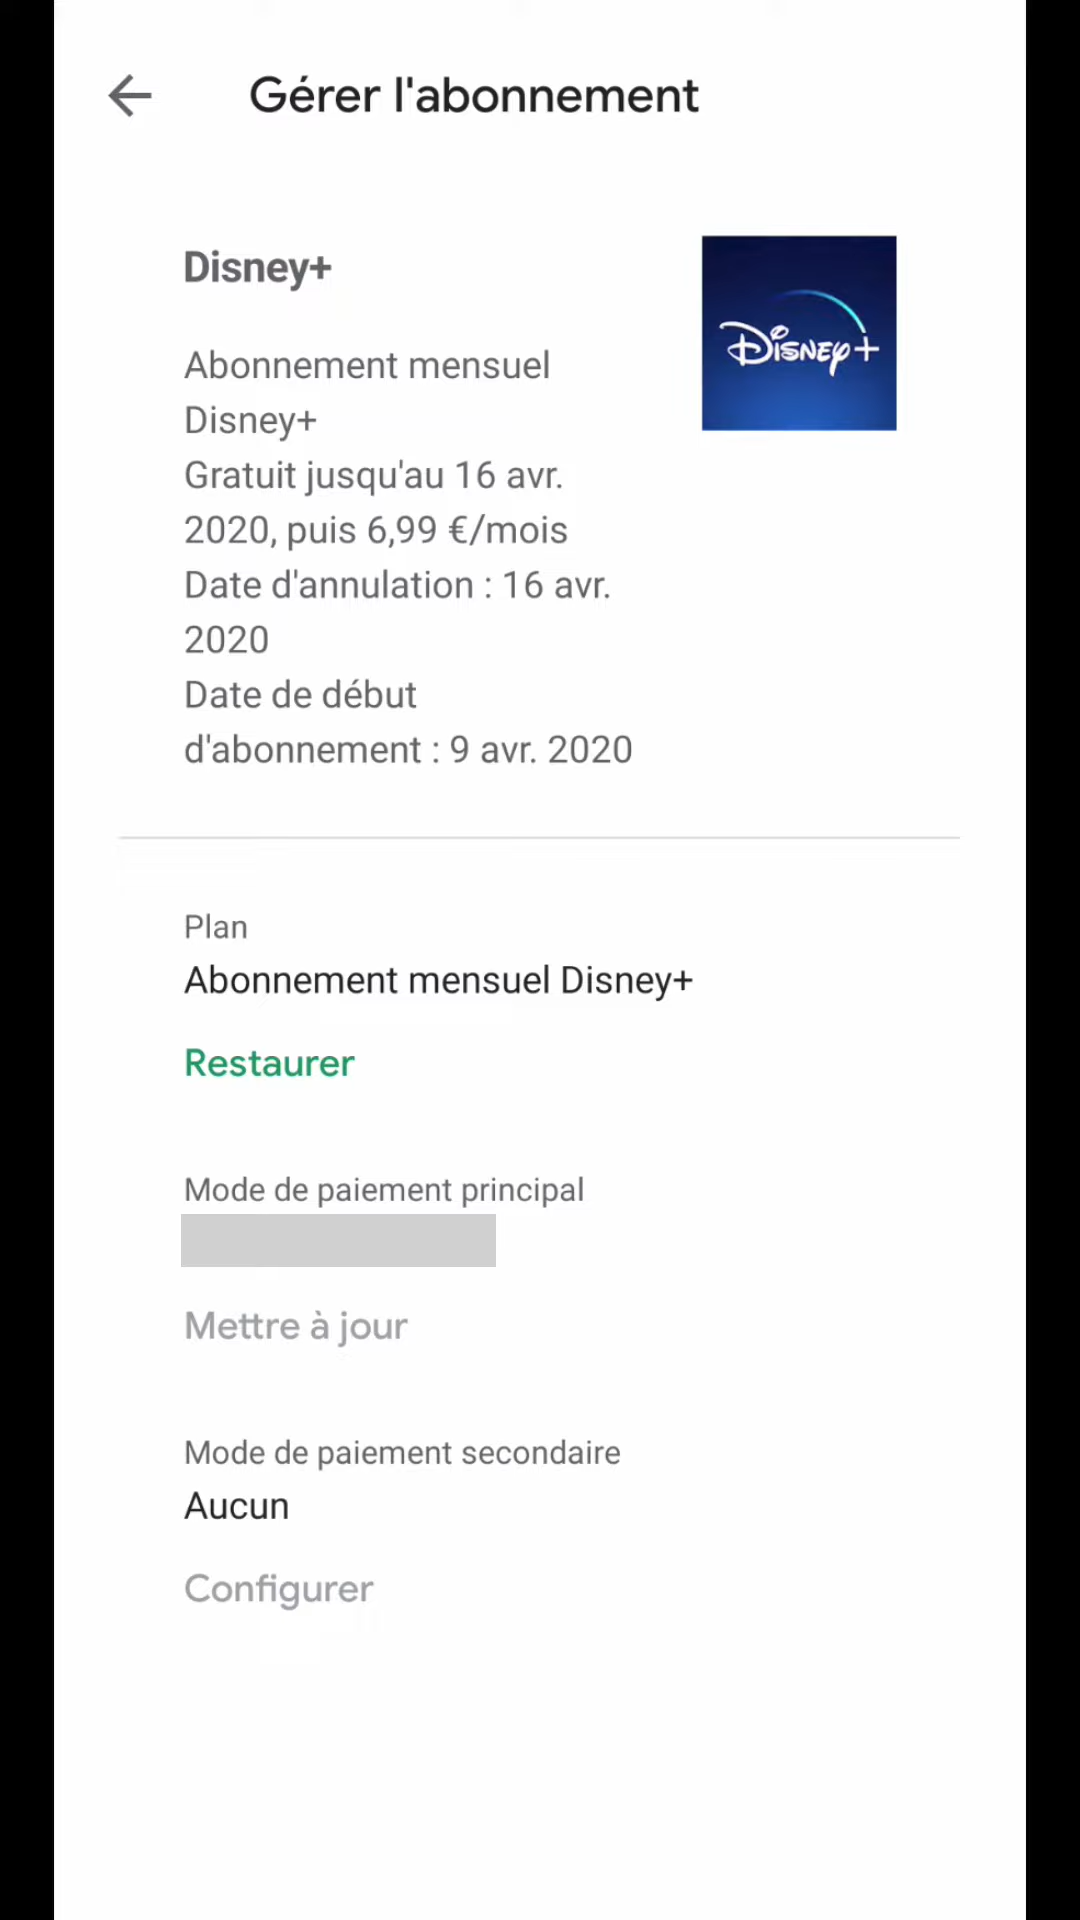 Gérer l'abonnement
Disney+
Disney+
Abonnement mensuel
Disney+
Gratuit jusqu'au 16 avr.
2020, puis 6,99 €/mois
Date d'annulation : 16 avr.
2020
Date de début
d'abonnement : 9 avr. 2020
Plan
Abonnement mensuel Disney+
Restaurer
Mode de paiement principal
Mettre à jour
Mode de paiement secondaire
Aucun
Configurer